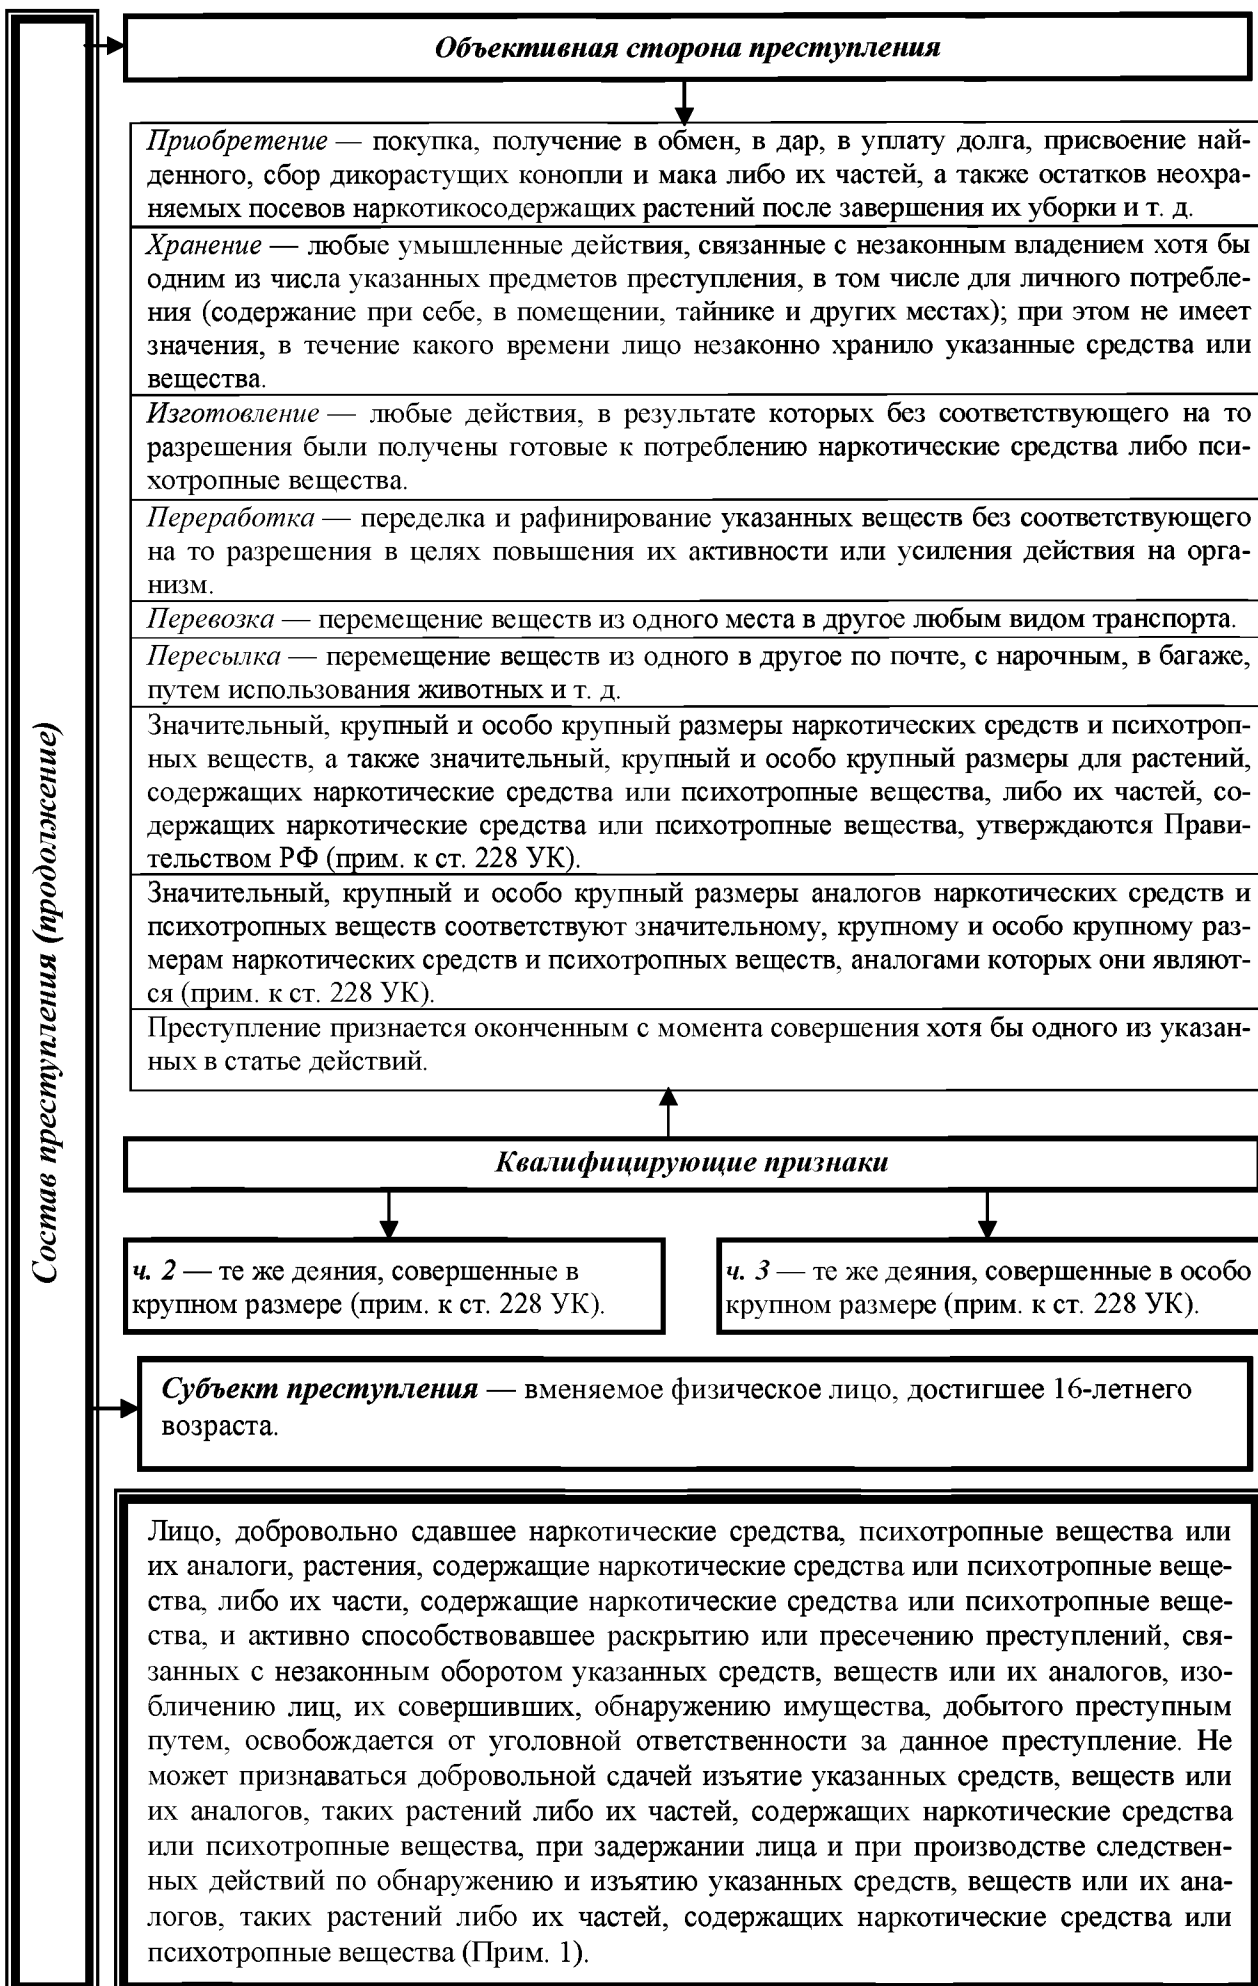 Состав преступления (продолжение)
Объективная сторона преступления
Приобретение — покупка, получение в обмен, в дар, в уплату долга, присвоение най-
денного, сбор дикорастущих конопли и мака либо их частей, а также остатков неохра-
няемых посевов наркотикосодержащих растений после завершения их уборки и т. д.
Хранение — любые умышленные действия, связанные с незаконным владением хотя бы
одним из числа указанных предметов преступления, в том числе для личного потребле-
ния (содержание при себе, в помещении, тайнике и других местах); при этом не имеет
значения, в течение какого времени лицо незаконно хранило указанные средства или
вещества.
Изготовление — любые действия, в результате которых без соответствующего на то
разрешения были получены готовые к потреблению наркотические средства либо пси-
хотропные вещества.
Переработка — переделка и рафинирование указанных веществ без соответствующего
на то разрешения в целях повышения их активности или усиления действия на орга-
низм.
Перевозка — перемещение веществ из одного места в другое любым видом транспорта.
Пересылка — перемещение веществ из одного в другое по почте, с нарочным, в багаже,
путем использования животных и т. д.
Значительный, крупный и особо крупный размеры наркотических средств и психотроп-
ных веществ, а также значительный, крупный и особо крупный размеры для растений,
содержащих наркотические средства или психотропные вещества, либо их частей, со-
держащих наркотические средства или психотропные вещества, утверждаются Прави-
тельством РФ (прим. к ст. 228 УК).
Значительный, крупный и особо крупный размеры аналогов наркотических средств и
психотропных веществ соответствуют значительному, крупному и особо крупному раз-
мерам наркотических средств и психотропных веществ, аналогами которых они являют-
ся (прим. к ст. 228 УК).
Преступление признается оконченным с момента совершения хотя бы одного из указан-
ных в статье действий.
Квалифицирующие признаки
ч. 2 — те же деяния, совершенные в
крупном размере (прим. к ст. 228 УК).
ч. 3 — те же деяния, совершенные в особо
крупном размере (прим. к ст. 228 УК).
Субъект преступления — вменяемое физическое лицо, достигшее 16-летнего
возраста.
Лицо, добровольно сдавшее наркотические средства, психотропные вещества или
их аналоги, растения, содержащие наркотические средства или психотропные веще-
ства, либо их части, содержащие наркотические средства или психотропные веще-
ства, и активно способствовавшее раскрытию или пресечению преступлений, свя-
занных с незаконным оборотом указанных средств, веществ или их аналогов, изо-
бличению лиц, их совершивших, обнаружению имущества, добытого преступным
путем, освобождается от уголовной ответственности за данное преступление. Не
может признаваться добровольной сдачей изъятие указанных средств, веществ или
их аналогов, таких растений либо их частей, содержащих наркотические средства
или психотропные вещества, при задержании лица и при производстве следствен-
ных действий по обнаружению и изъятию указанных средств, веществ или их ана-
логов, таких растений либо их частей, содержащих наркотические средства или
психотропные вещества (Прим. 1).